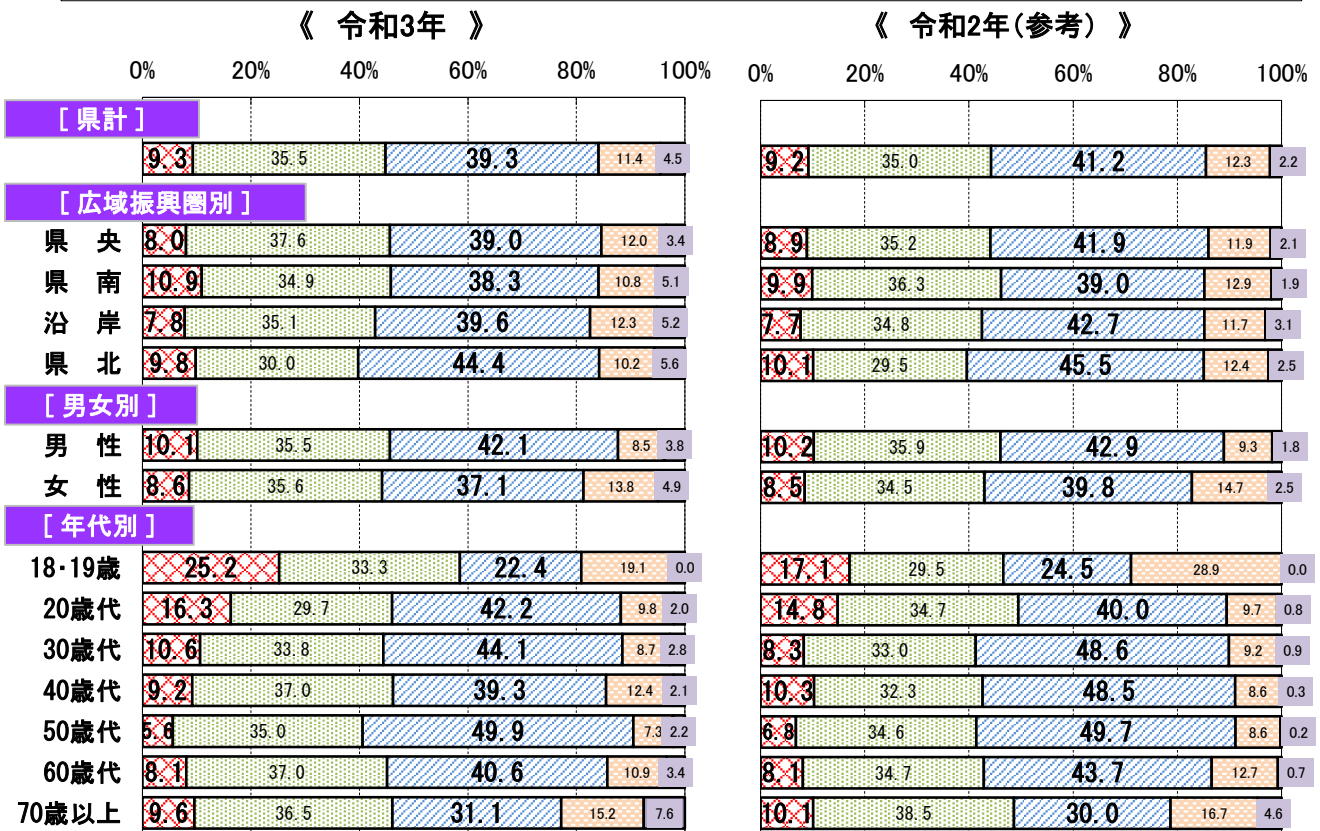 《 令和3年 》 《 令和2年(参考) 》
0% 20% 40% 60% 80% 100% 0% 20% 40% 60% 80% 100%
[ 県計 ]
9.3 35.5 39.3 11.4 4.5 9.2 35.0 41.2 12.3 2.2
[ 広域振興圏別 ]
県 央 8.0 37.6 39.0 12.0 3.4 8.9 35.2 41.9 11.9 2.1
県 南 10.9 34.9 38.3 10.8 5.1 9.9 36.3 39.0 12.9 1.9
沿 岸 7.8 35.1 39.6 12.3 5.2 7.7 34.8 42.7 11.7 3.1
県 北 9.8 30.0 44.4 10.2 5.6 10.1 29.5 45.5 12.4 2.5
[ 男女別 ]
男 性 10.1 35.5 42.1 8.5 3.8 10.2 35.9 42.9 9.3 1.8
女 性 8.6 35.6 37.1 13.8 4.9 8.5 34.5 39.8 14.7 2.5
[ 年代別 ]
18・19歳 25.2 33.3 22.4 19.1 0.0 17.1 29.5 24.5 28.9 0.0
20歳代 16.3 29.7 42.2 9.8 2.0 14.8 34.7 40.0 9.7 0.8
30歳代 10.6 33.8 44.1 8.7 2.8 8.3 33.0 48.6 9.2 0.9
40歳代 9.2 37.0 39.3 12.4 2.1 10.3 32.3 48.5 8.6 0.3
50歳代 5.6 35.0 49.9 7.3 2.2 6.8 34.6 49.7 8.6 0.2
60歳代 8.1 37.0 40.6 10.9 3.4 8.1 34.7 43.7 12.7 0.7
70歳以上 9.6 36.5 31.1 15.2 7.6 10.1 38.5 30.0 16.7 4.6